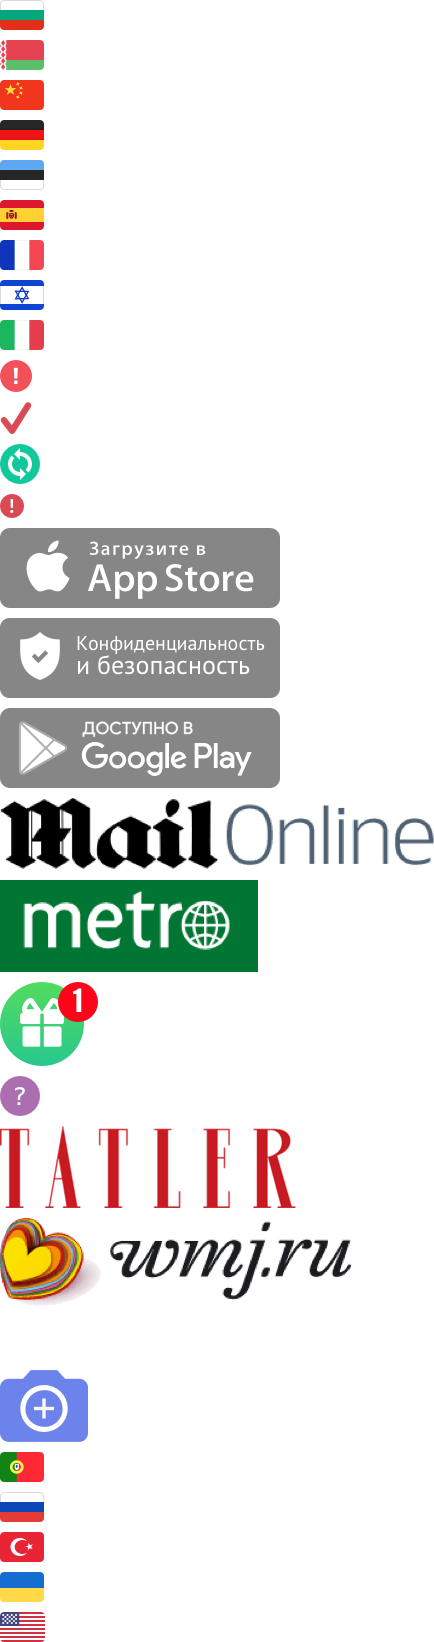 !
!
Загрузите в
App Store
Конфиденциальность
и безопасность
ДОСТУПНО В
Google Play
Mail Online
metro
1
?
TATLER
wmj.ru